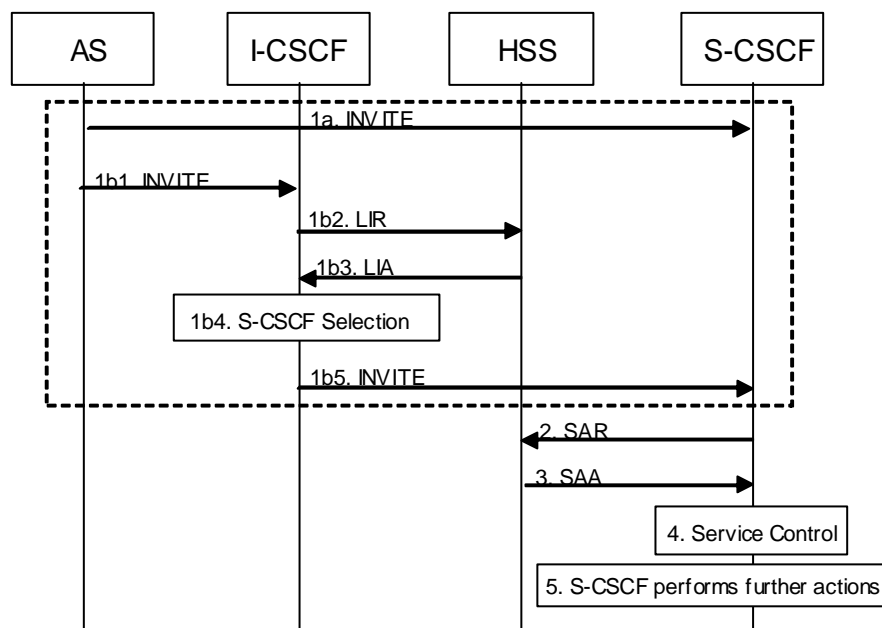 AS
I-CSCF
HSS
S-CSCF
1a. INVITE
1b1. INVITE
1b2. LIR
1b3. LIA
1b4. S-CSCF Selection
1b5. INVITE
2. SAR
3. SAA
4. Service Control
5. S-CSCF performs further actions